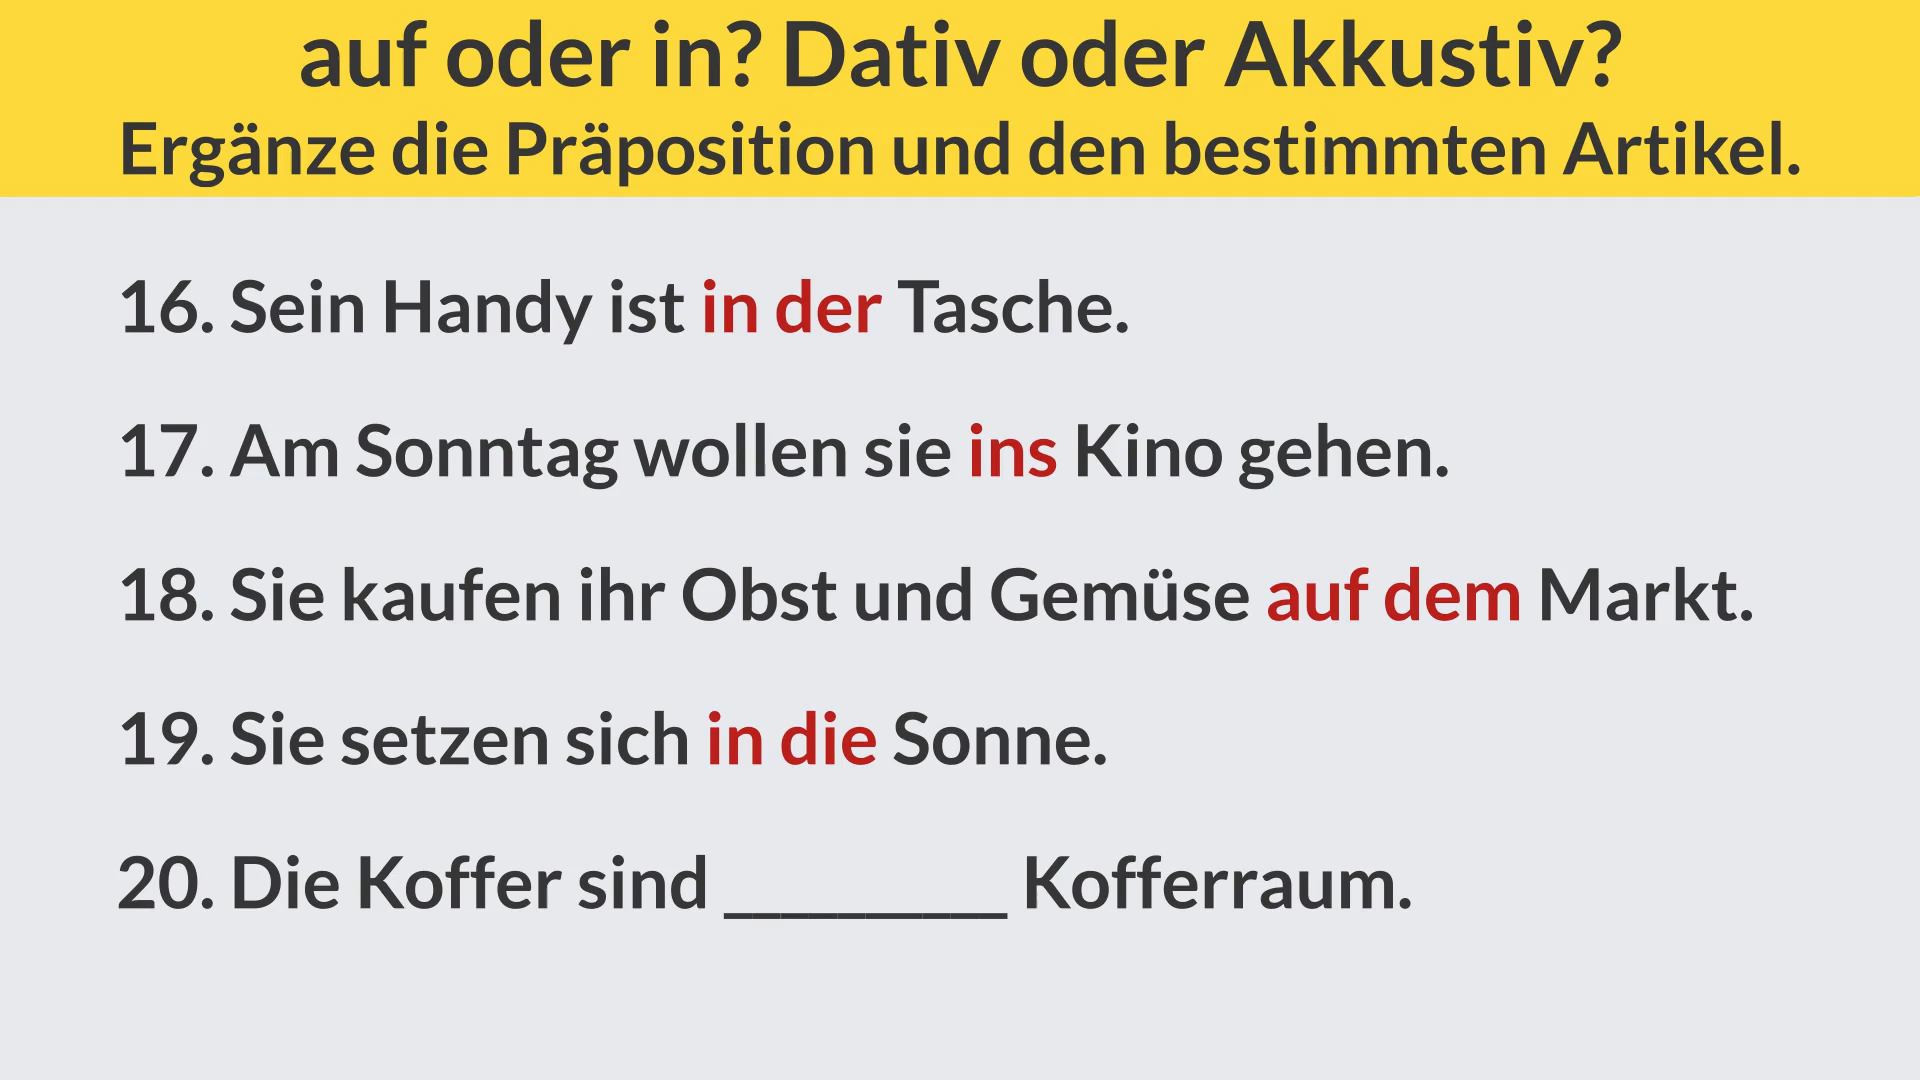 auf oder in? Dativ oder Akkustiv?
Ergänze die Präposition und den bestimmten Artikel.
16. Sein Handy ist in der Tasche.
17. Am Sonntag wollen sie ins Kino gehen.
18. Sie kaufen ihr Obst und Gemüse auf dem Markt.
19. Sie setzen sich in die Sonne.
20. Die Koffer sind __________ Kofferraum.